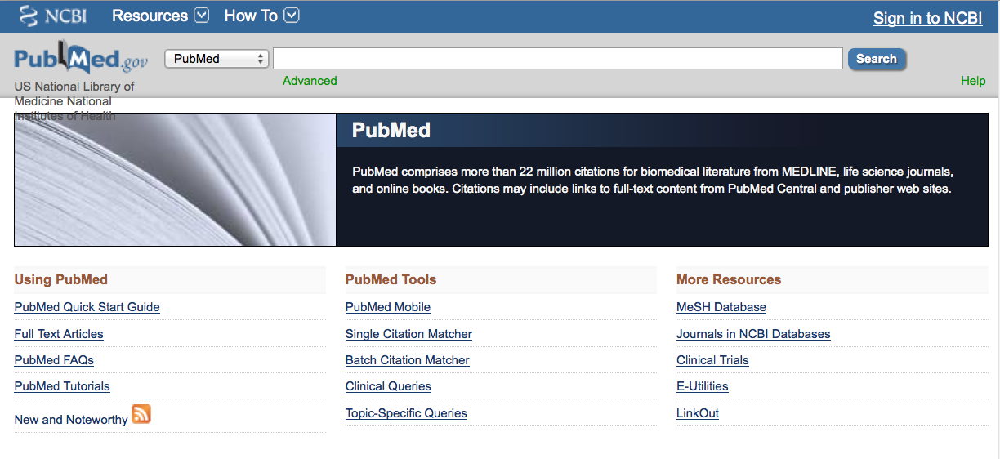 NCBI Resources How To Sign in to NCBI
PubMed.gov PubMed Search
US National Library of
Medicine National
Institutes of Health
Advanced Help
PubMed
PubMed comprises more than 22 million citations for biomedical literature from MEDLINE, life science journals,
and online books. Citations may include links to full-text content from PubMed Central and publisher web sites.
Using PubMed
PubMed Quick Start Guide
Full Text Articles
PubMed FAQs
PubMed Tutorials
New and Noteworthy
PubMed Tools
PubMed Mobile
Single Citation Matcher
Batch Citation Matcher
Clinical Queries
Topic-Specific Queries
More Resources
MeSH Database
Journals in NCBI Databases
Clinical Trials
E-Utilities
LinkOut